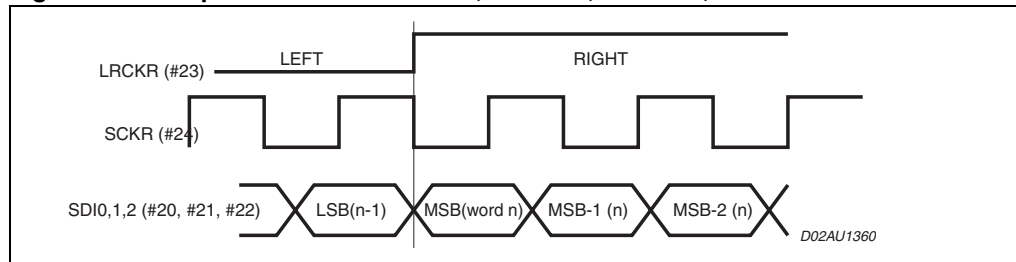 LEFT
RIGHT
LRCKR (#23)
SCKR (#24)
SDI0,1,2 (#20, #21, #22)
LSB(n-1)
MSB(word n)
MSB-1 (n)
MSB-2 (n)
D02AU1360